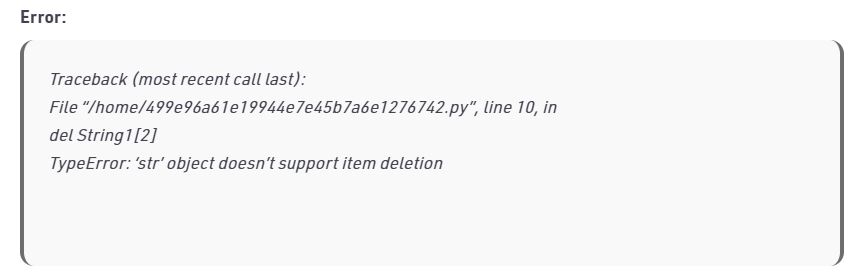 Error:
Traceback (most recent call last):
File “/home/499e96a61e19944e7e45b7a6e1276742.py”, line 10, in
del String1[2]
TypeError: ‘str’ object doesn’t support item deletion